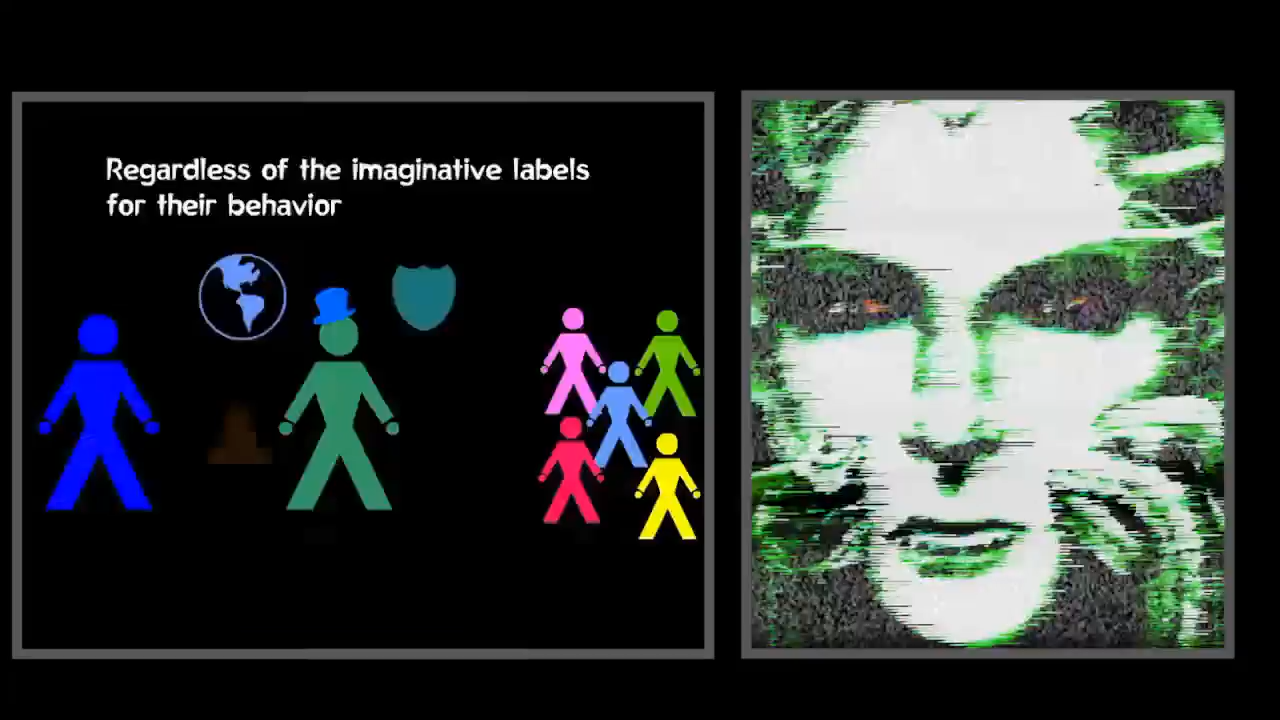 Regardless of the imaginative labels
for their behavior